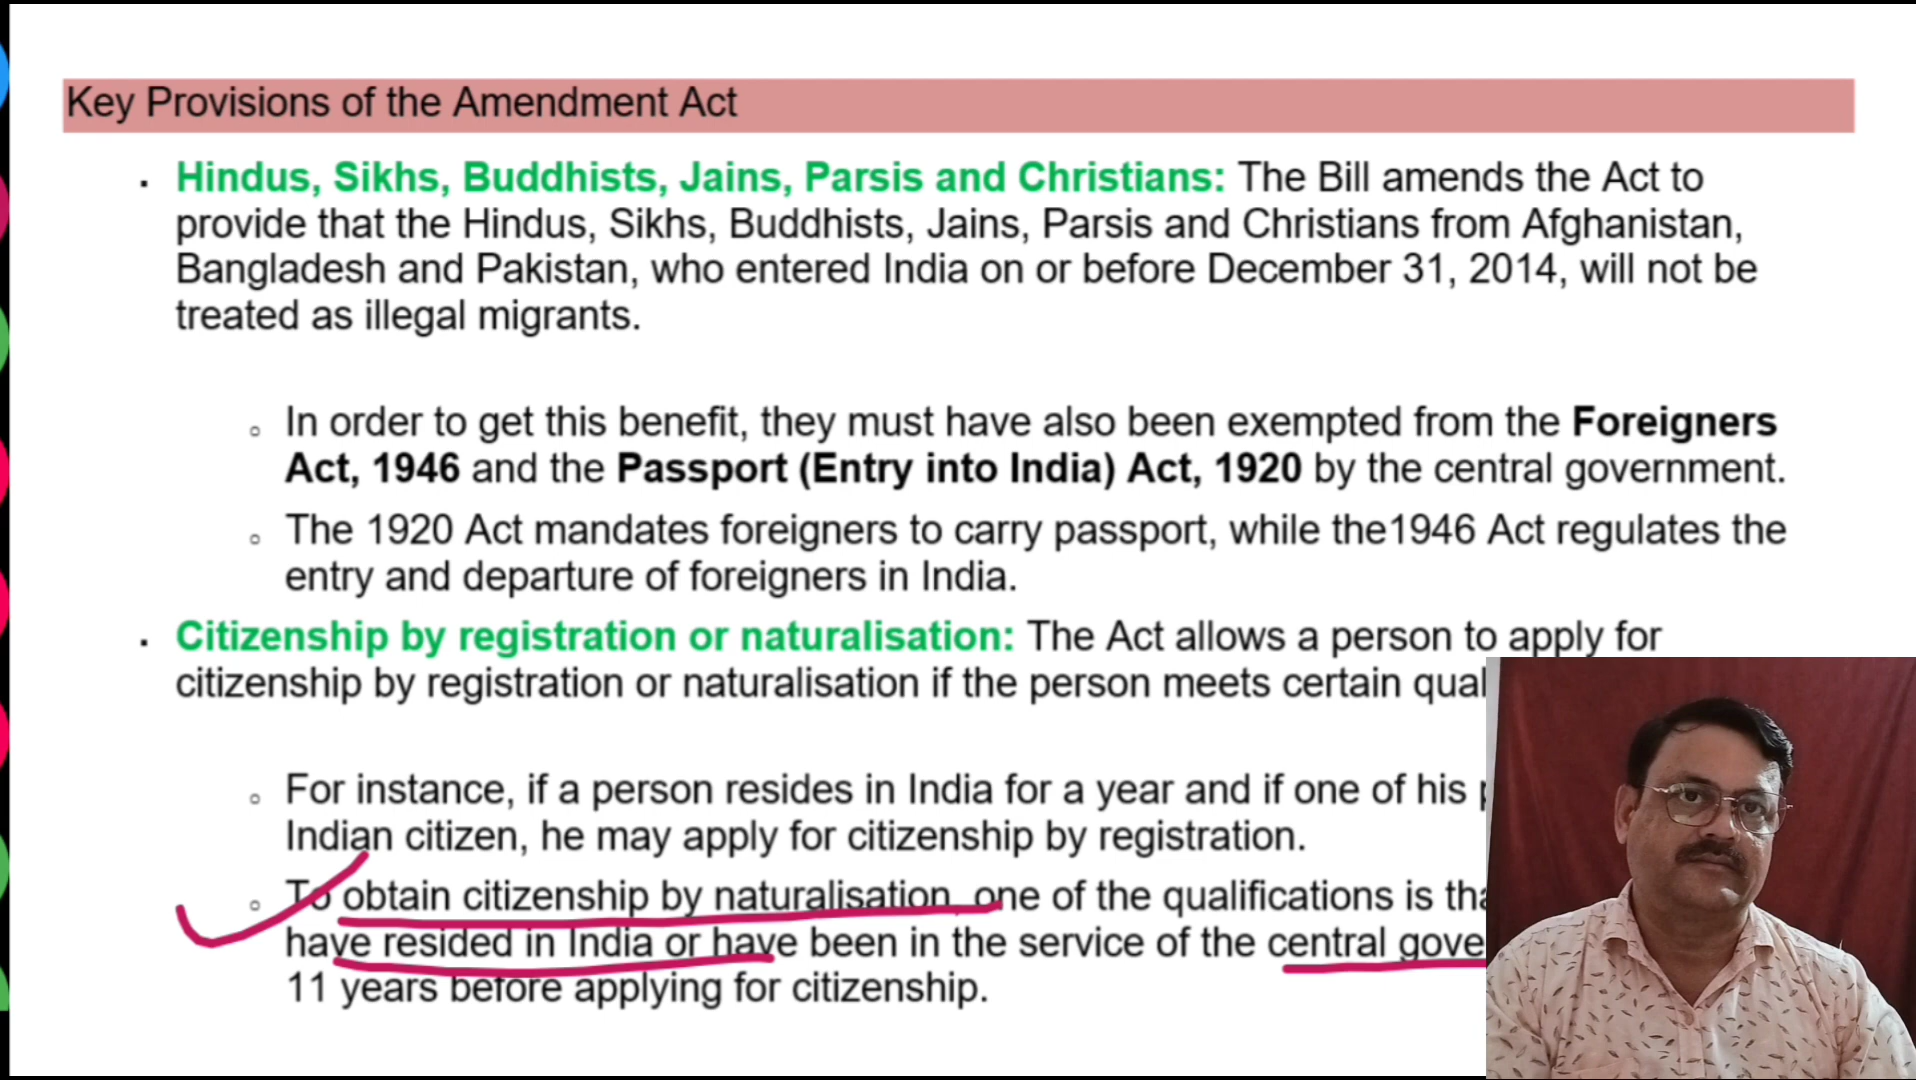 Key Provisions of the Amendment Act
Hindus, Sikhs, Buddhists, Jains, Parsis and Christians: The Bill amends the Act to
provide that the Hindus, Sikhs, Buddhists, Jains, Parsis and Christians from Afghanistan,
Bangladesh and Pakistan, who entered India on or before December 31, 2014, will not be
treated as illegal migrants.
In order to get this benefit, they must have also been exempted from the Foreigners
Act, 1946 and the Passport (Entry into India) Act, 1920 by the central government.
The 1920 Act mandates foreigners to carry passport, while the1946 Act regulates the
entry and departure of foreigners in India.
Citizenship by registration or naturalisation: The Act allows a person to apply for
citizenship by registration or naturalisation if the person meets certain
For instance, if a person resides in India for a year and if one of his
Indian citizen, he may apply for citizenship by registration.
To obtain citizenship by naturalisation, one of the qualifications is
have resided in India or have been in the service of the central
11 years before applying for citizenship.